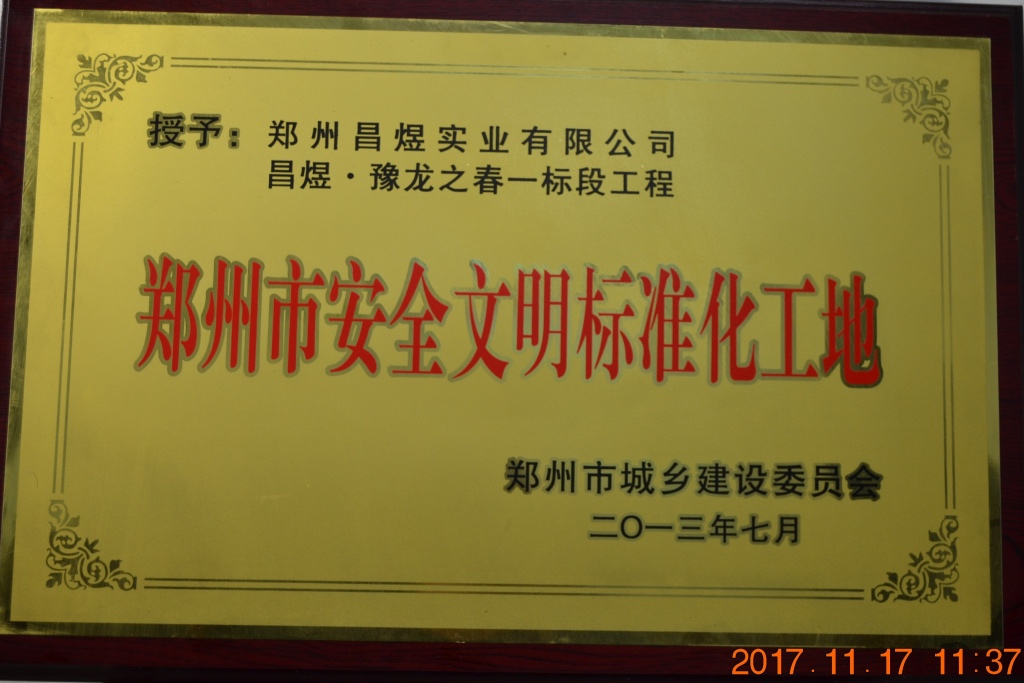 授予：郑州昌煜实业有限公司
昌煜·豫龙之春一标段工程
郑州市安全文明标准化工地
郑州市城乡建设委员会
二〇一三年七月
2017.11.17 11:37